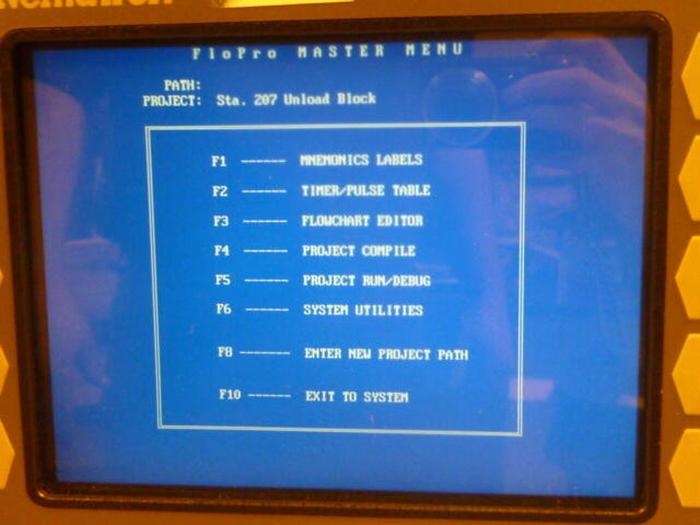 FloPro MASTER MENU
PATH:
PROJECT: Sta. 207 Unload Block
F1 ------ MNEMONICS LABELS
F2 ------ TIMER/PULSE TABLE
F3 ------ FLOWCHART EDITOR
F4 ------ PROJECT COMPILE
F5 ------ PROJECT RUN/DEBUG
F6 ------ SYSTEM UTILITIES
F8 ------- ENTER NEW PROJECT PATH
F10 ------ EXIT TO SYSTEM